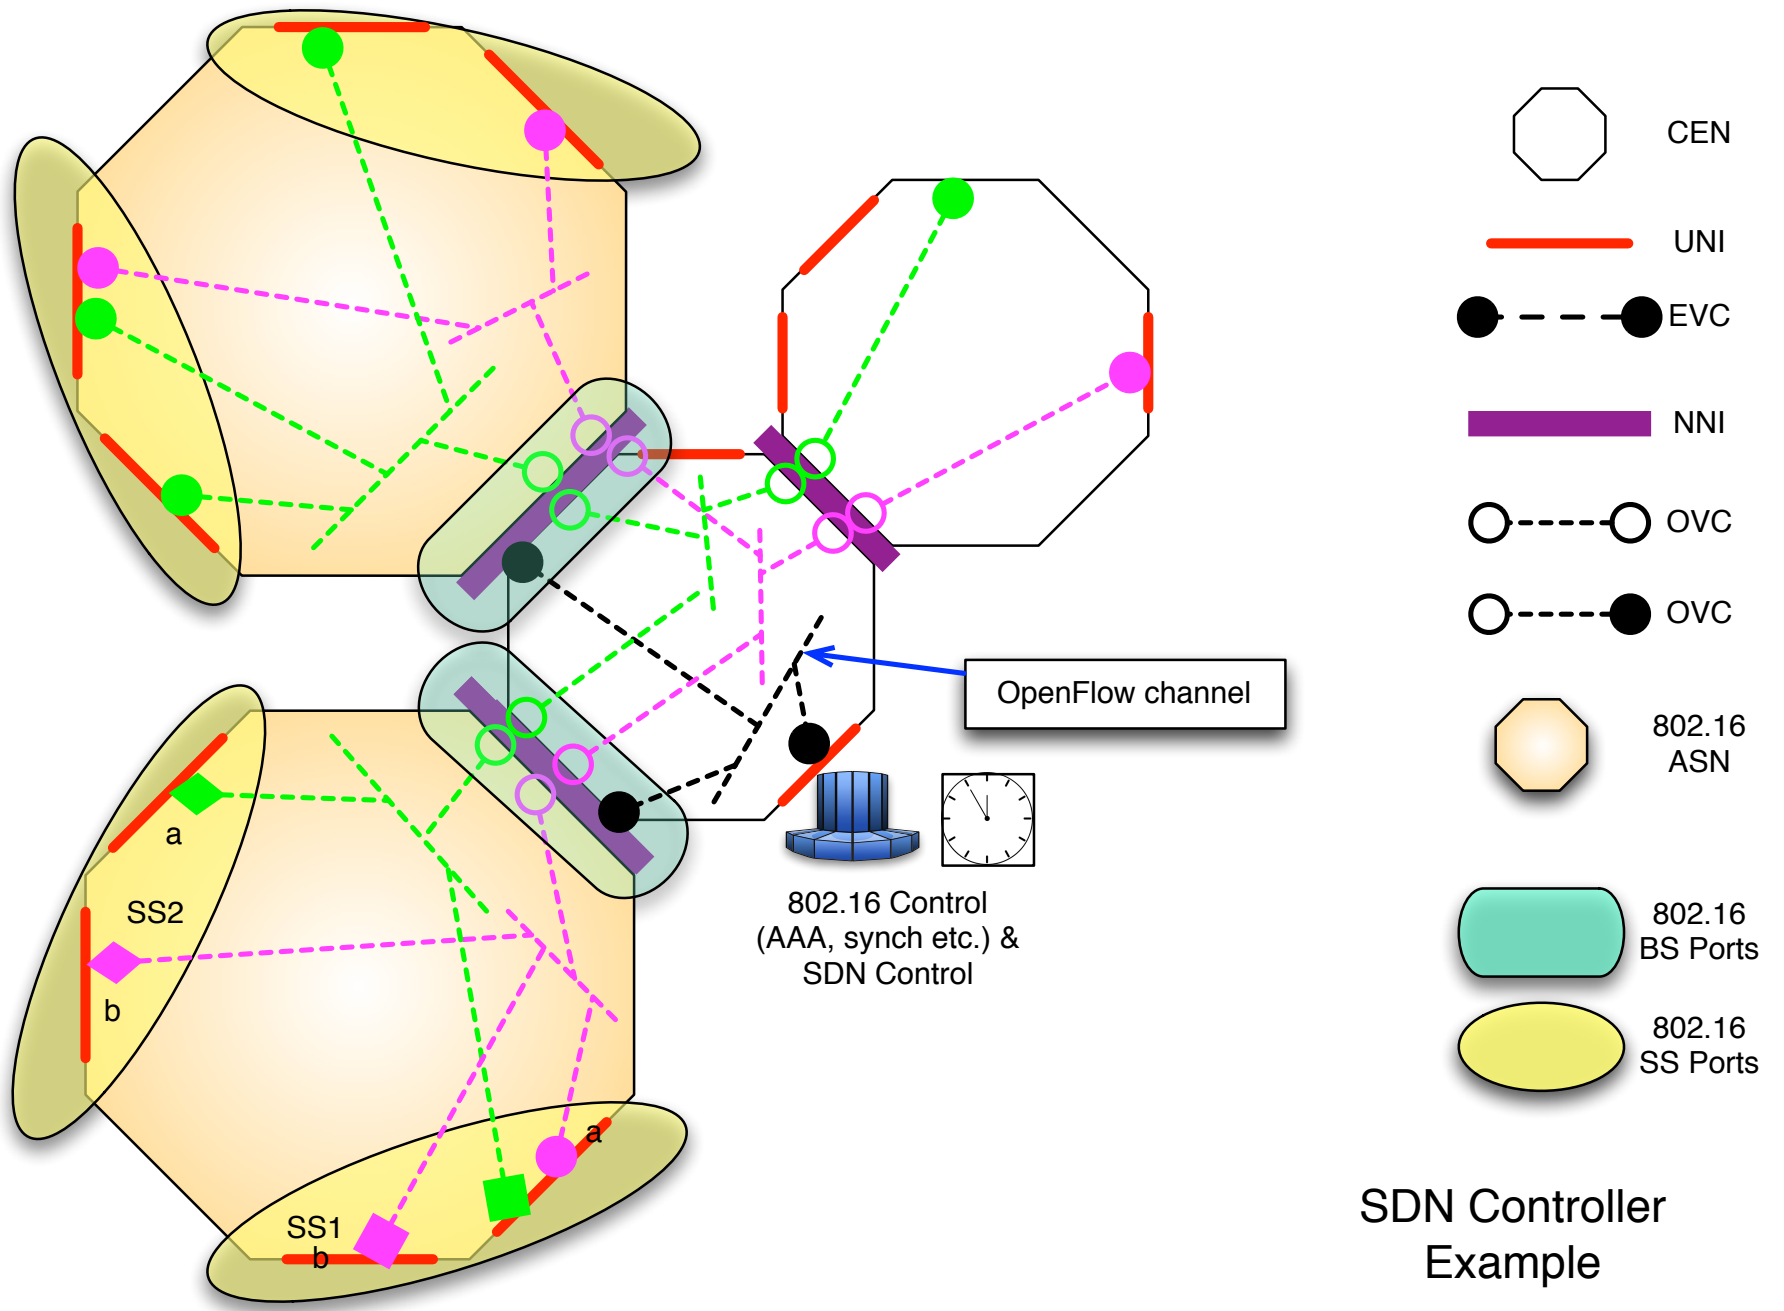 CEN
UNI
EVC
NNI
OVC
OVC
OpenFlow channel
802.16
ASN
a
SS2
b
802.16 Control
(AAA, synch etc.) &
SDN Control
802.16
BS Ports
802.16
SS Ports
a
SS1
b
SDN Controller
Example